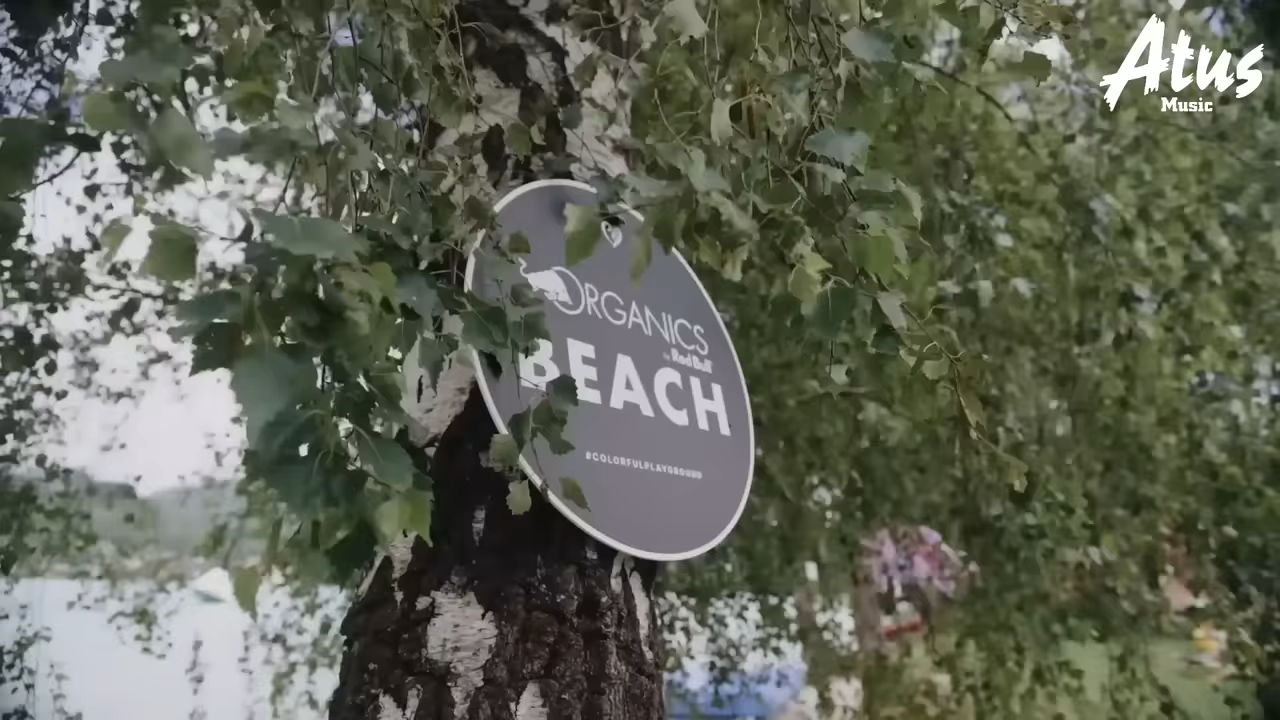 Atus
Music
ORGANICS
by Red Bull
BEACH
#COLORFULPLAYGROUND